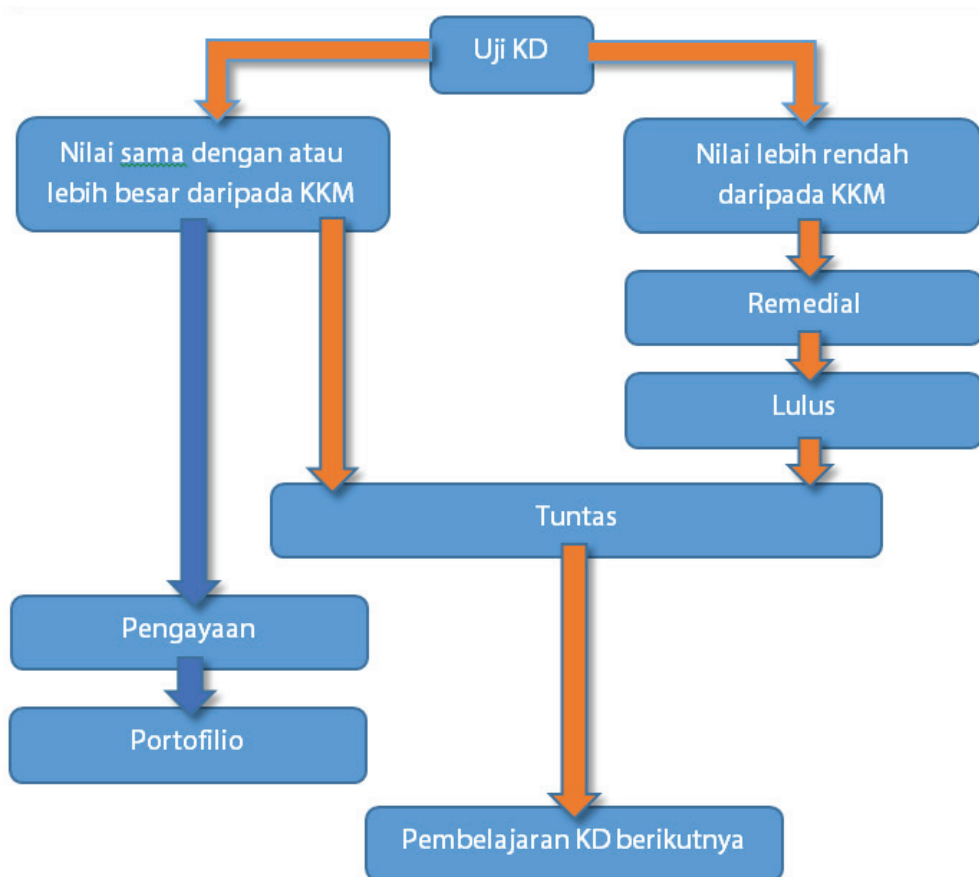 Uji KD
Nilai sama dengan atau
lebih besar daripada KKM
Nilai lebih rendah
daripada KKM
Remedial
Lulus
Tuntas
Pengayaan
Portofilio
Pembelajaran KD berikutnya